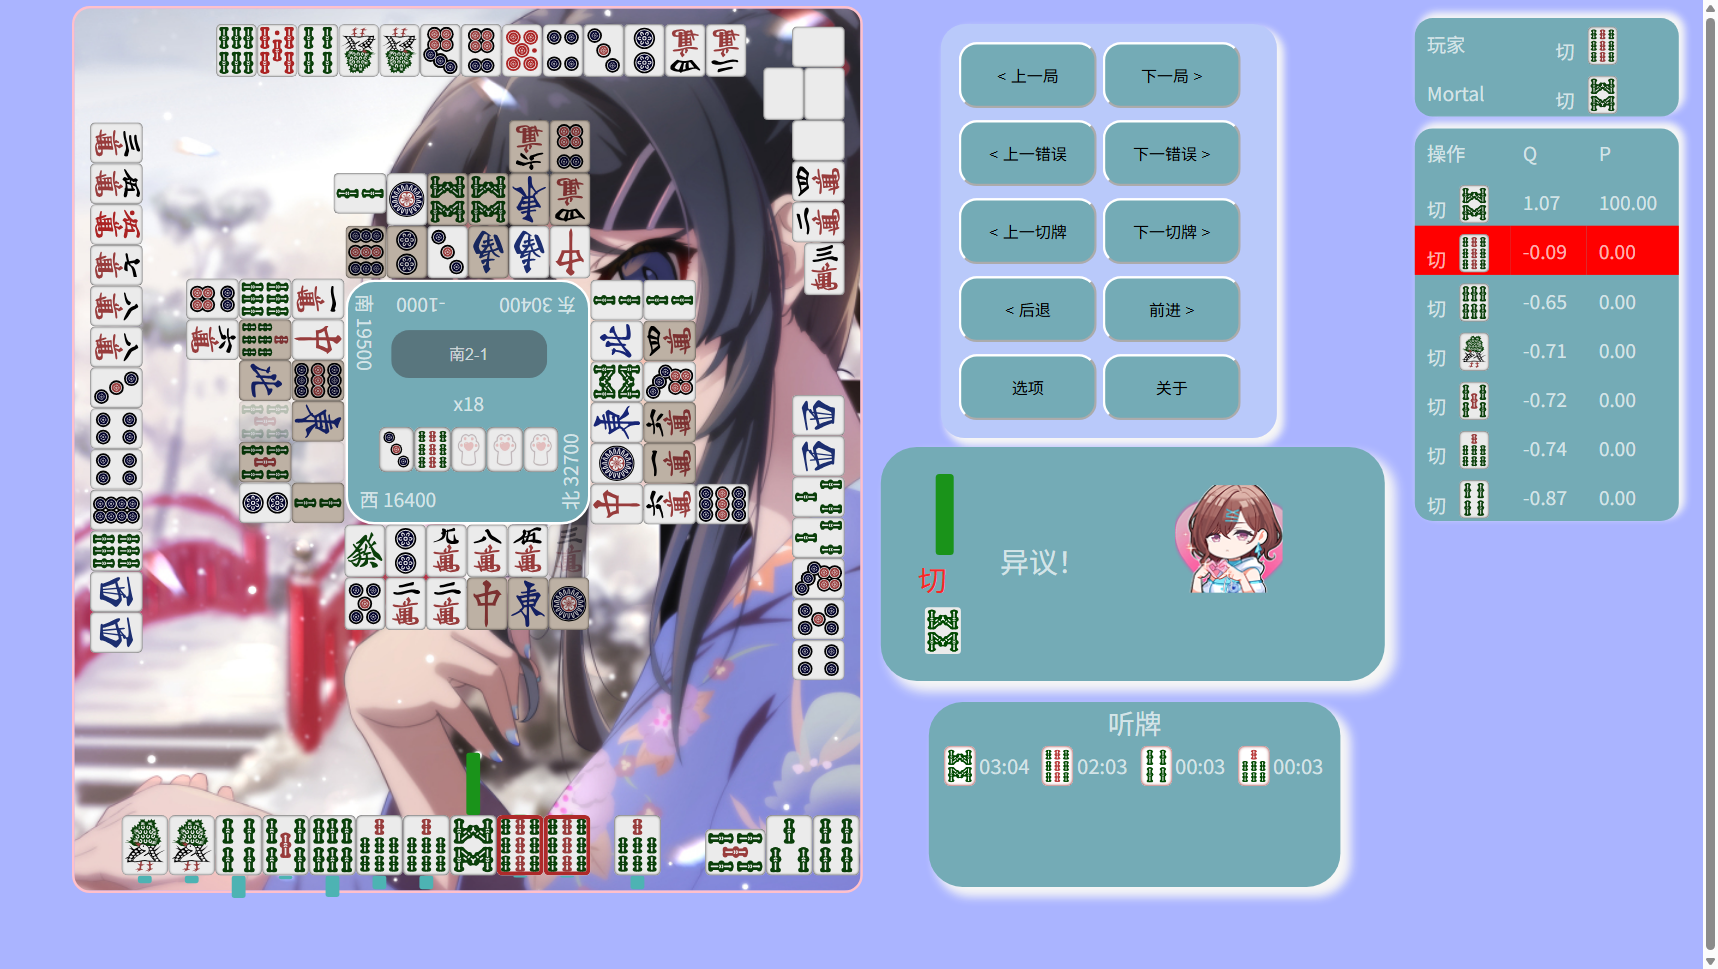 南 19500
-1000
东 30400
南2-1
x18
西 16400
北 32700
< 上一局
下一局 >
< 上一错误
下一错误 >
< 上一切牌
下一切牌 >
< 后退
前进 >
选项
关于
切
异议！
听牌
03:04
02:03
00:03
00:03
玩家
切
Mortal
切
操作 Q P
切 1.07 100.00
切 -0.09 0.00
切 -0.65 0.00
切 -0.71 0.00
切 -0.72 0.00
切 -0.74 0.00
切 -0.87 0.00